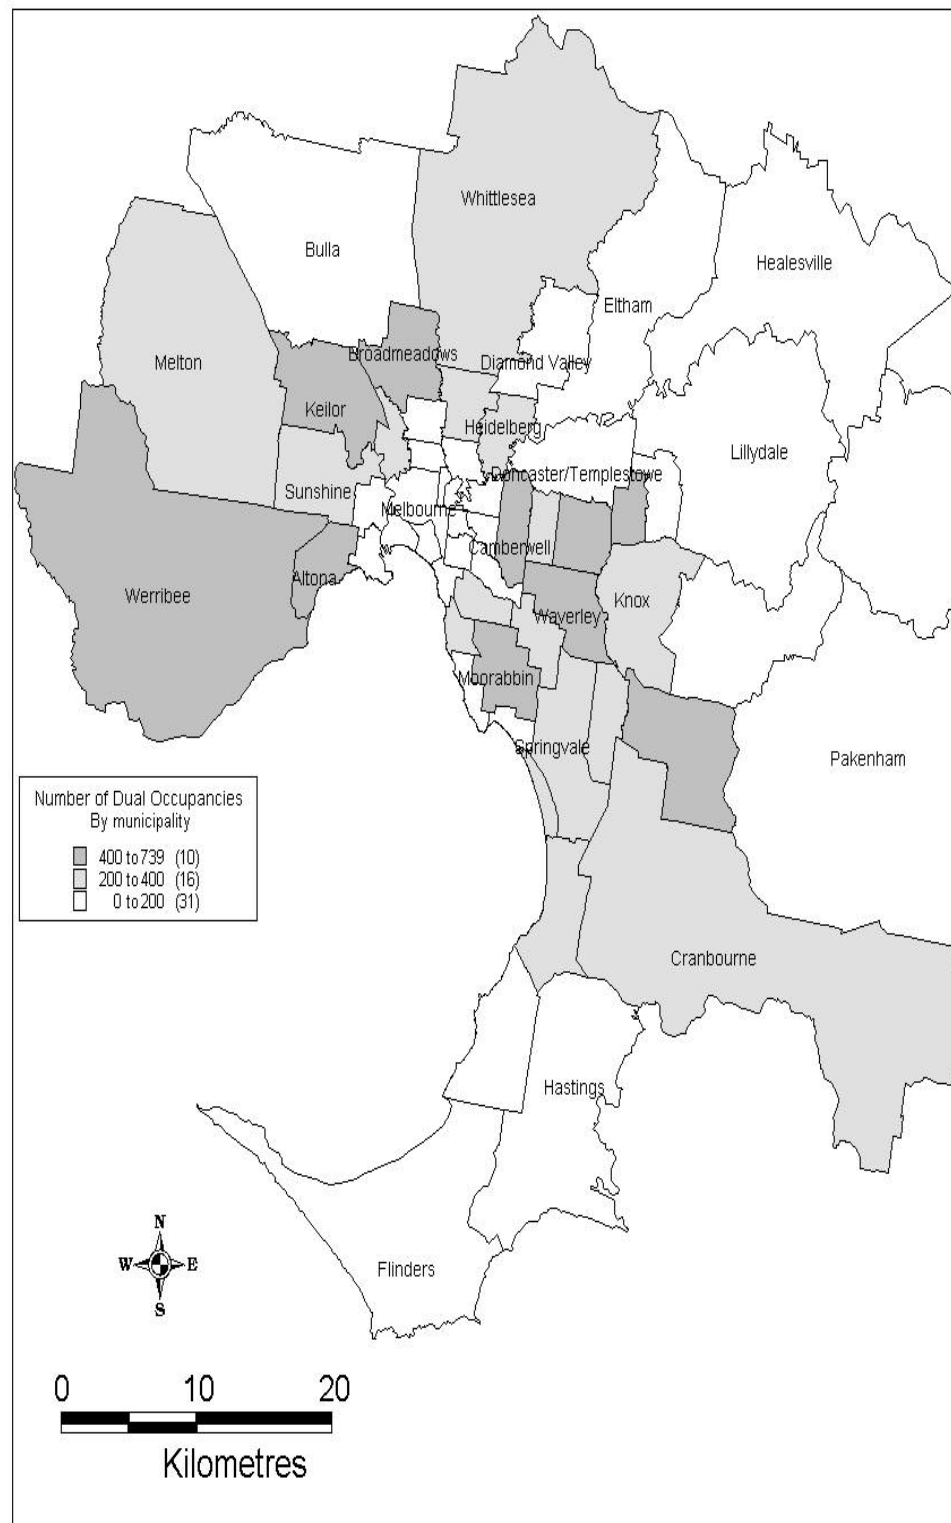 Whittlesea
Bulla
Healesville
Eltham
Broadmeadows
Melton
Diamond Valley
Keilor
Heidelberg
Lillydale
Doncaster/Templestowe
Sunshine
Melbourne
Camberwell
Altona
Werribee
Knox
Waverley
Moorabbin
Springvale
Pakenham
Number of Dual Occupancies
By municipality
400 to 739 (10)
200 to 400 (16)
0 to 200 (31)
Cranbourne
Hastings
N
W E
S
Flinders
0 10 20
Kilometres